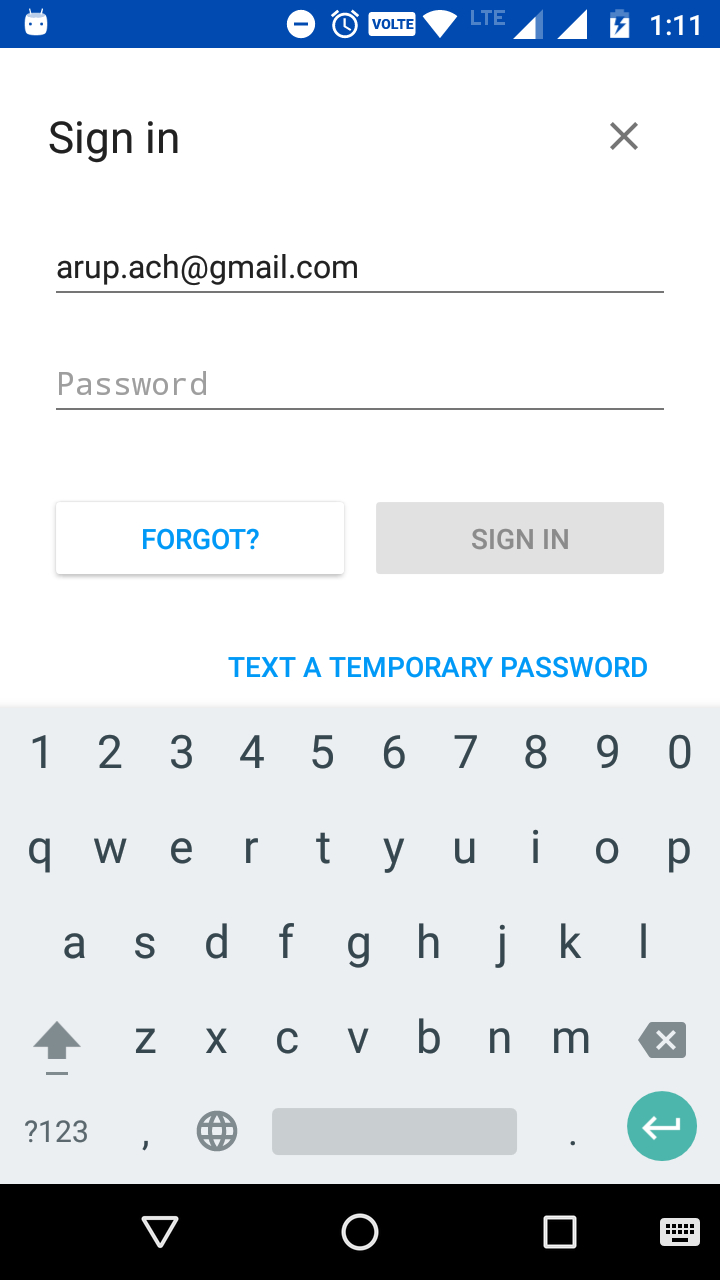 VOLTE LTE 1:11
Sign in
arup.ach@gmail.com
Password
FORGOT? SIGN IN
TEXT A TEMPORARY PASSWORD
1 2 3 4 5 6 7 8 9 0
q w e r t y u i o p
a s d f g h j k l
z x c v b n m
?123 , .